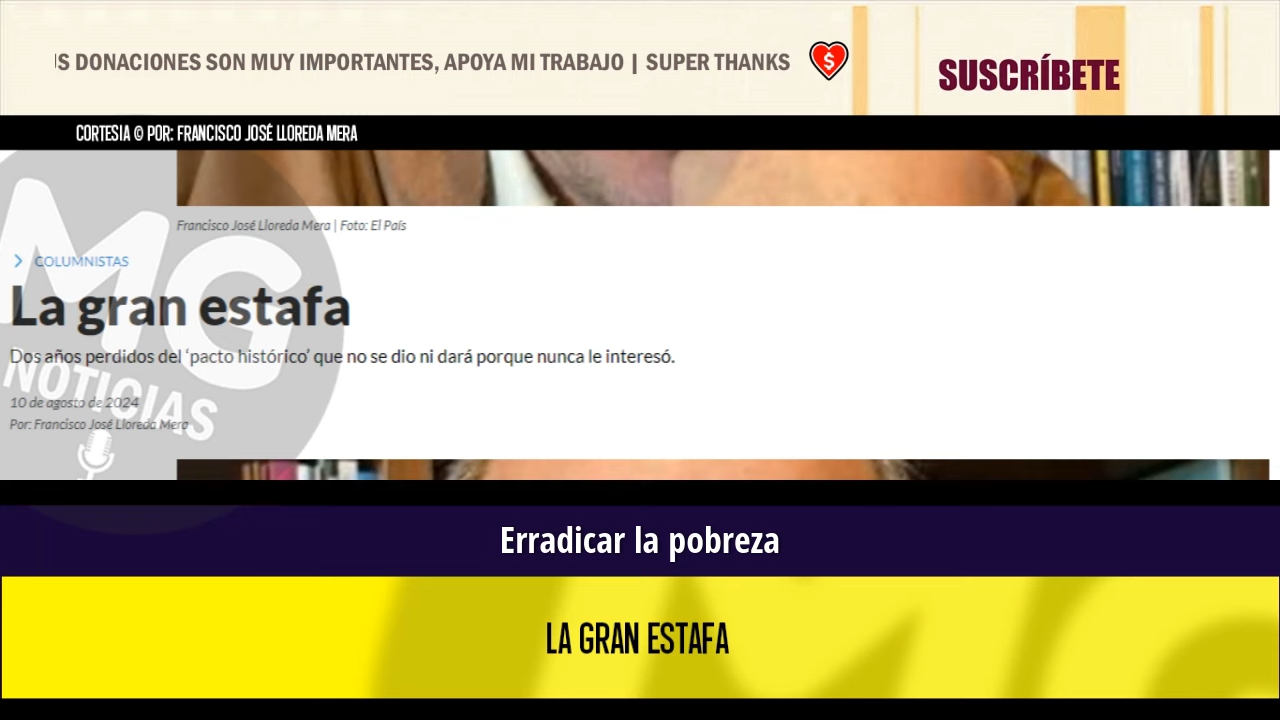 S DONACIONES SON MUY IMPORTANTES, APOYA MI TRABAJO | SUPER THANKS
$
SUSCRÍBETE
CORTESIA © POR: FRANCISCO JOSÉ LLOREDA MERA
Francisco José Lloreda Mera | Foto: El País
COLUMNISTAS
La gran estafa
Dos años perdidos del ‘pacto histórico’ que no se dio ni dará porque nunca le interesó.
10 de agosto de 2024
Por: Francisco José Lloreda Mera
MG
NOTICIAS
Erradicar la pobreza
LA GRAN ESTAFA